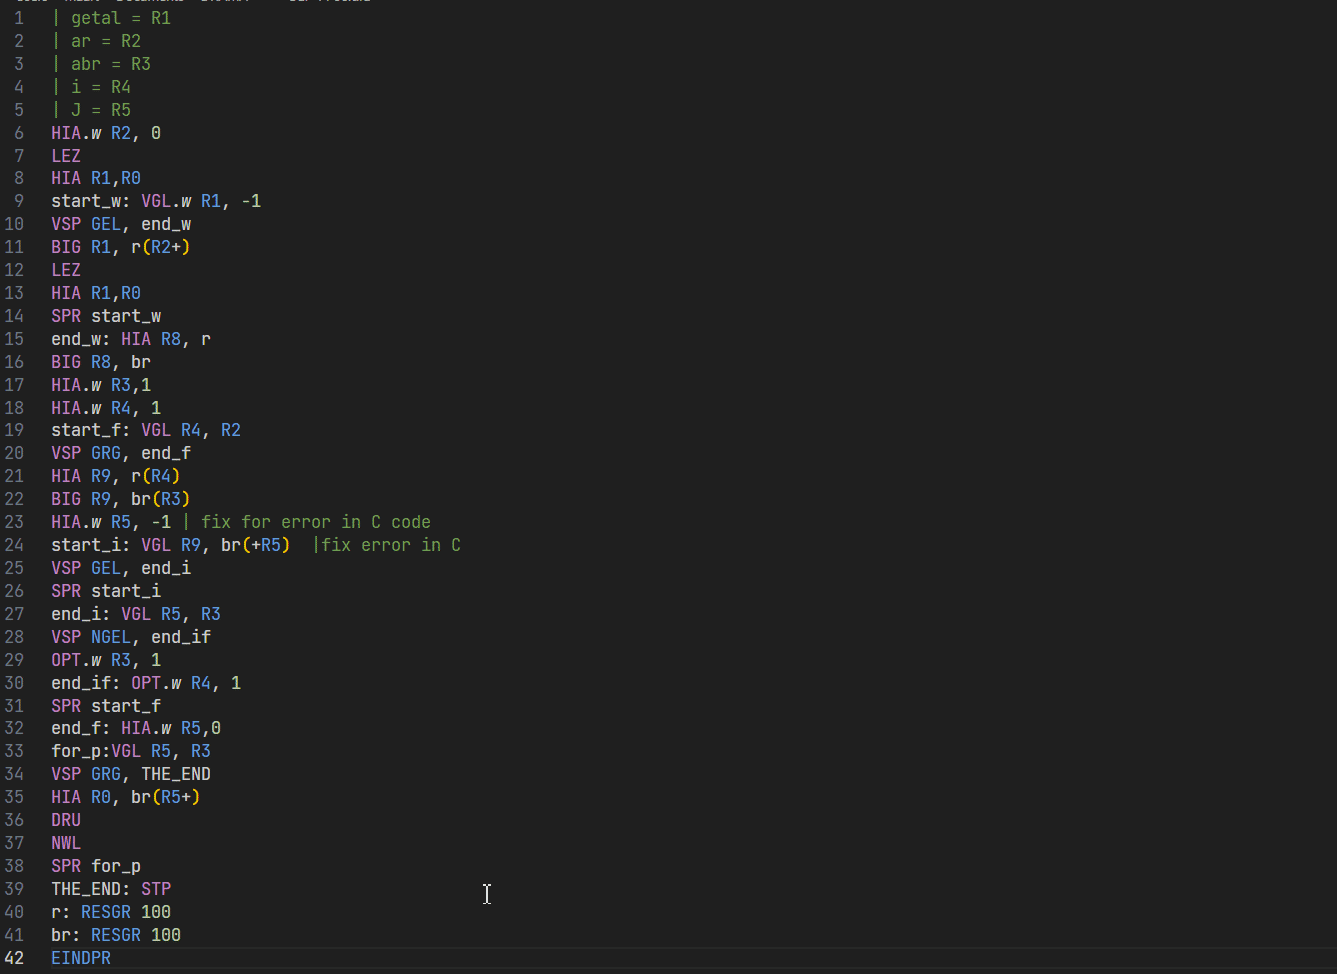 1 | getal = R1
2 | ar = R2
3 | abr = R3
4 | i = R4
5 | J = R5
6 HIA.w R2, 0
7 LEZ
8 HIA R1,R0
9 start_w: VGL.w R1, -1
10 VSP GEL, end_w
11 BIG R1, r(R2+)
12 LEZ
13 HIA R1,R0
14 SPR start_w
15 end_w: HIA R8, r
16 BIG R8, br
17 HIA.w R3,1
18 HIA.w R4, 1
19 start_f: VGL R4, R2
20 VSP GRG, end_f
21 HIA R9, r(R4)
22 BIG R9, br(R3)
23 HIA.w R5, -1 | fix for error in C code
24 start_i: VGL R9, br(+R5)  |fix error in C
25 VSP GEL, end_i
26 SPR start_i
27 end_i: VGL R5, R3
28 VSP NGEL, end_if
29 OPT.w R3, 1
30 end_if: OPT.w R4, 1
31 SPR start_f
32 end_f: HIA.w R5,0
33 for_p:VGL R5, R3
34 VSP GRG, THE_END
35 HIA R0, br(R5+)
36 DRU
37 NWL
38 SPR for_p
39 THE_END: STP
40 r: RESGR 100
41 br: RESGR 100
42 EINDPR